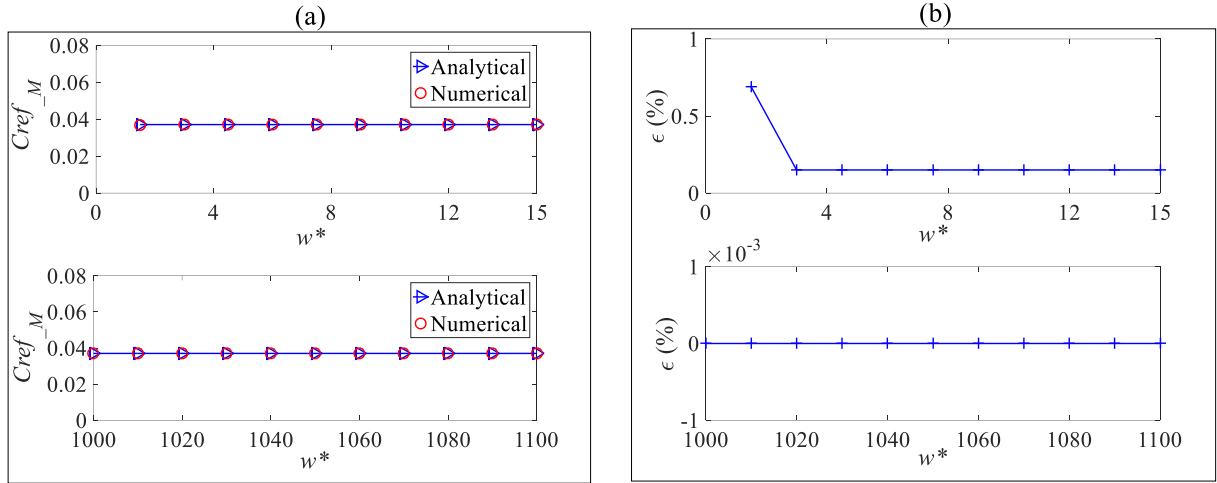 (a)
0.08
0.06
0.04
0.02
0
Cref_M
Analytical
Numerical
0 4 8 12 15
w*
0.08
0.06
0.04
0.02
0
Cref_M
Analytical
Numerical
1000 1020 1040 1060 1080 1100
w*
(b)
1
0.5
0
ϵ (%)
0 4 8 12 15
w*
×10⁻³
1
0
-1
ϵ (%)
1000 1020 1040 1060 1080 1100
w*